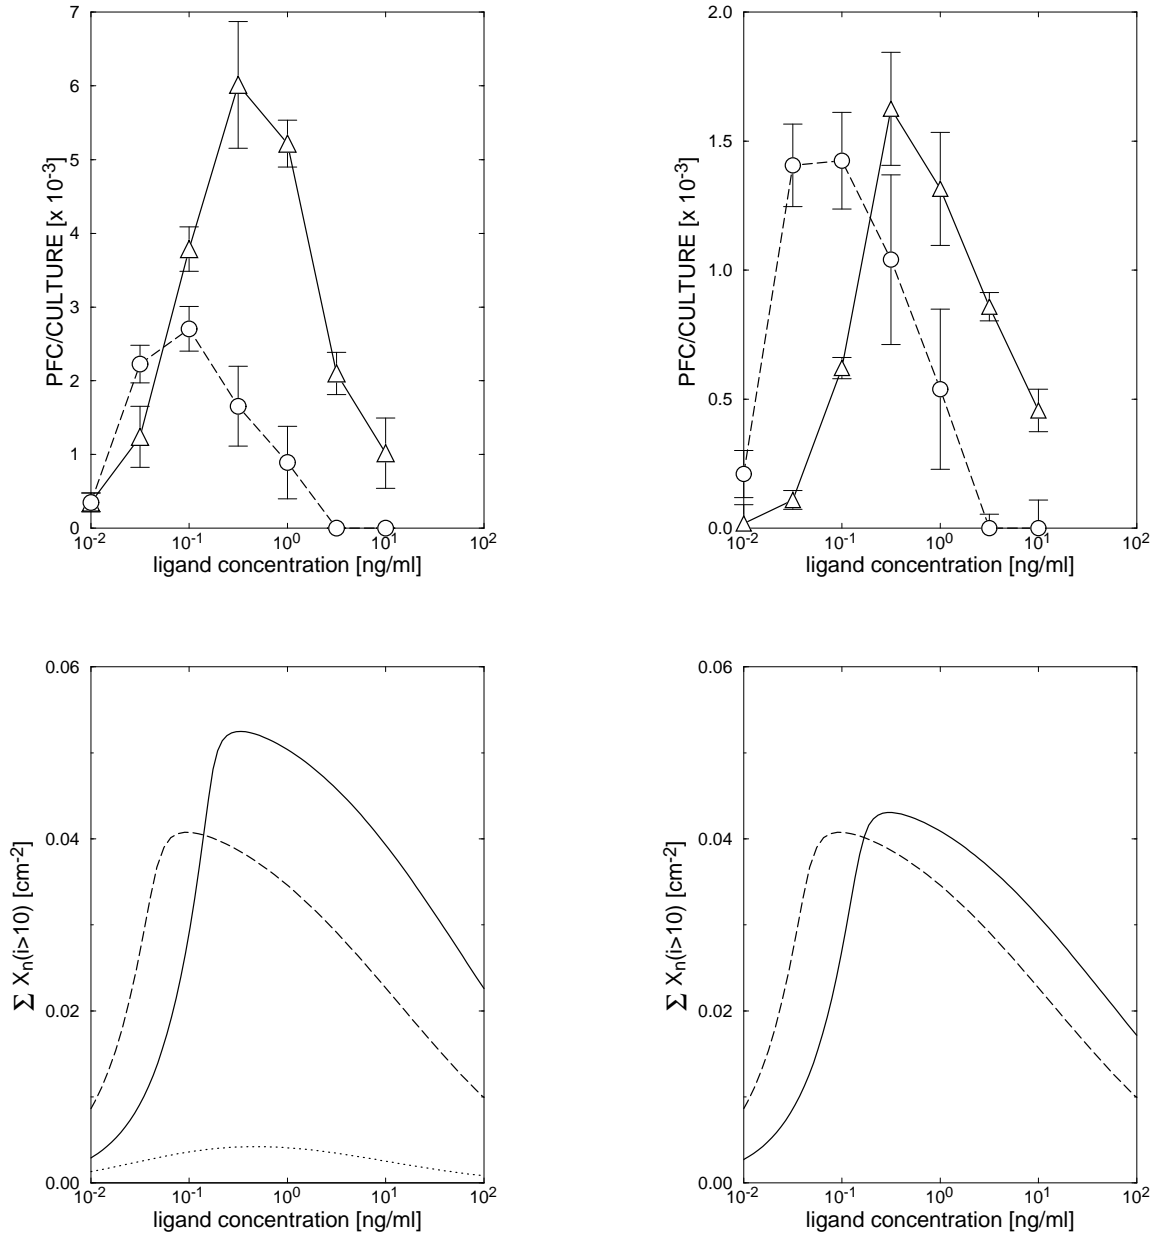 7
6
5
4
3
2
1
0
PFC/CULTURE [x 10-3]
10-2 10-1 100 101 102
ligand concentration [ng/ml]
2.0
1.5
1.0
0.5
0.0
PFC/CULTURE [x 10-3]
10-2 10-1 100 101 102
ligand concentration [ng/ml]
0.06
0.04
0.02
0.00
Σ Xn(i>10) [cm-2]
10-2 10-1 100 101 102
ligand concentration [ng/ml]
0.06
0.04
0.02
0.00
Σ Xn(i>10) [cm-2]
10-2 10-1 100 101 102
ligand concentration [ng/ml]